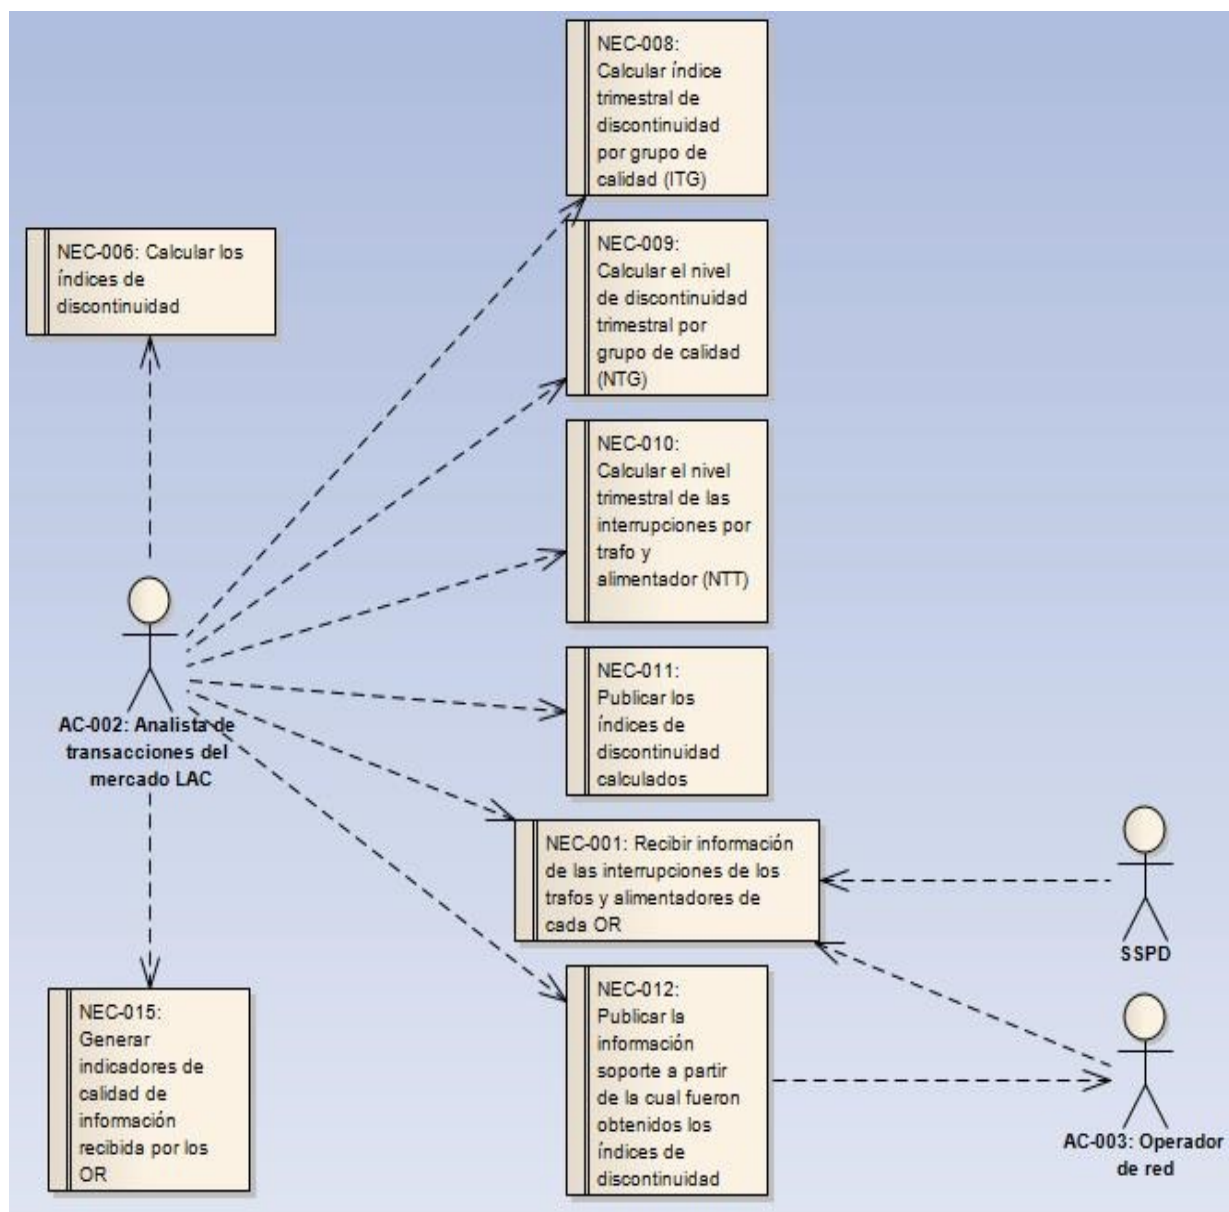 NEC-008:
Calcular índice
trimestral de
discontinuidad
por grupo de
calidad (ITG)
NEC-006: Calcular los
índices de
discontinuidad
NEC-009:
Calcular el nivel
de discontinuidad
trimestral por
grupo de calidad
(NTG)
NEC-010:
Calcular el nivel
trimestral de las
interrupciones por
trafo y
alimentador (NTT)
NEC-011:
Publicar los
índices de
discontinuidad
calculados
AC-002: Analista de
transacciones del
mercado LAC
NEC-001: Recibir información
de las interrupciones de los
trafos y alimentadores de
cada OR
SSPD
NEC-015:
Generar
indicadores de
calidad de
información
recibida por los
OR
NEC-012:
Publicar la
información
soporte a partir
de la cual fueron
obtenidos los
índices de
discontinuidad
AC-003: Operador
de red